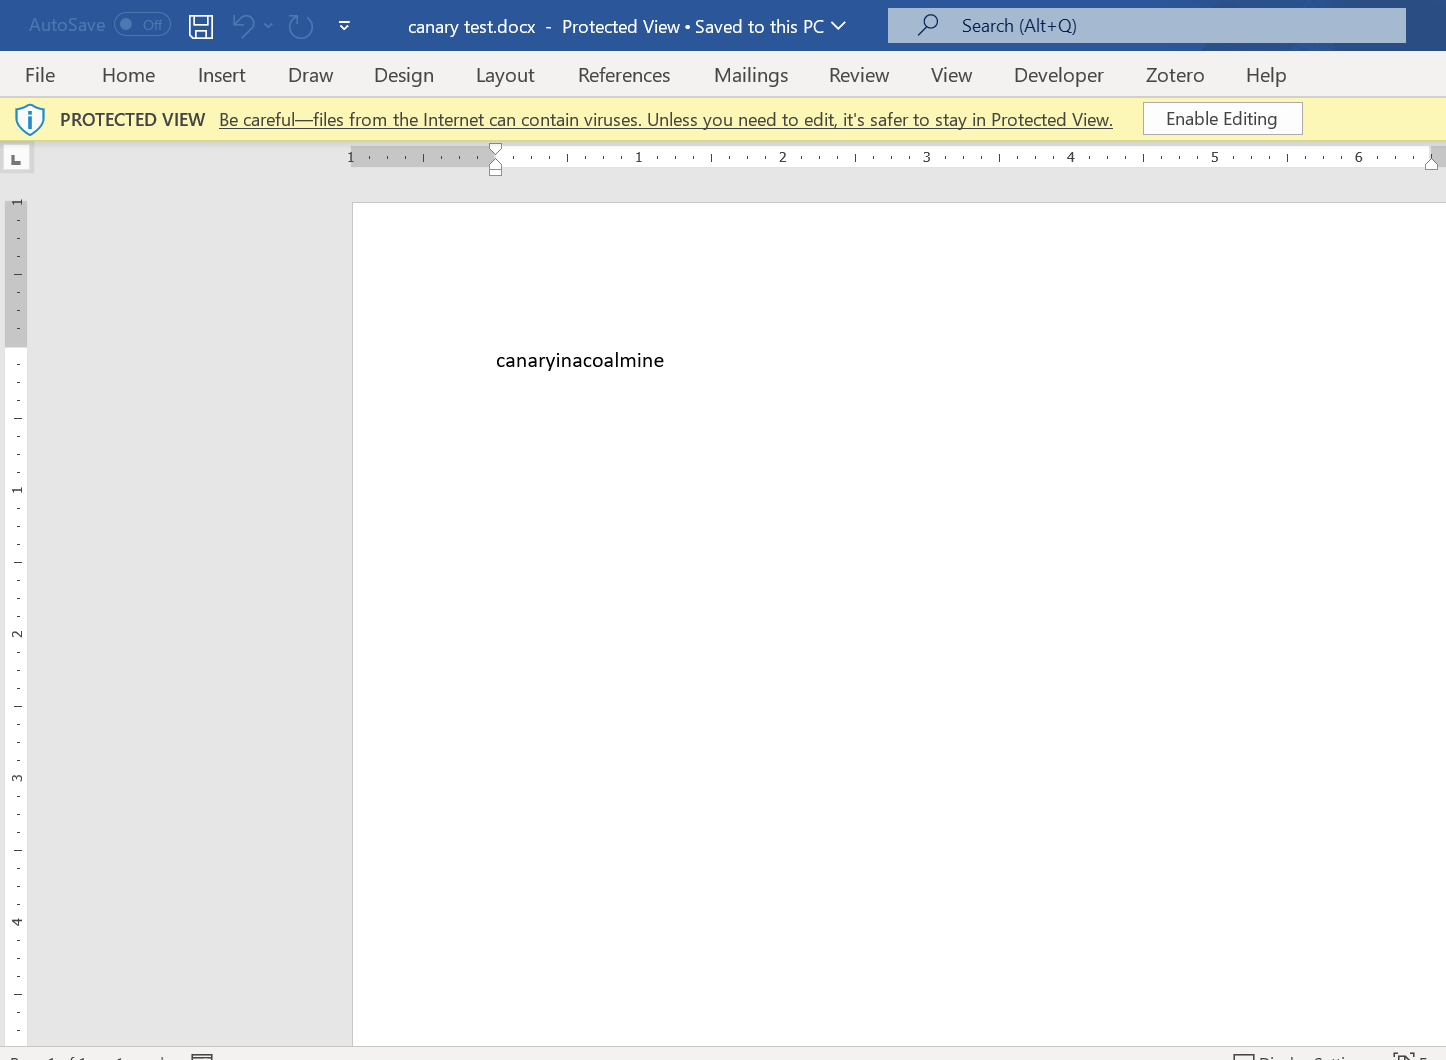 AutoSave Off canary test.docx - Protected View • Saved to this PC Search (Alt+Q)
File Home Insert Draw Design Layout References Mailings Review View Developer Zotero Help
PROTECTED VIEW Be careful—files from the Internet can contain viruses. Unless you need to edit, it's safer to stay in Protected View. Enable Editing
1 1 2 3 4 5 6
1
canaryinacoalmine
1
2
3
4